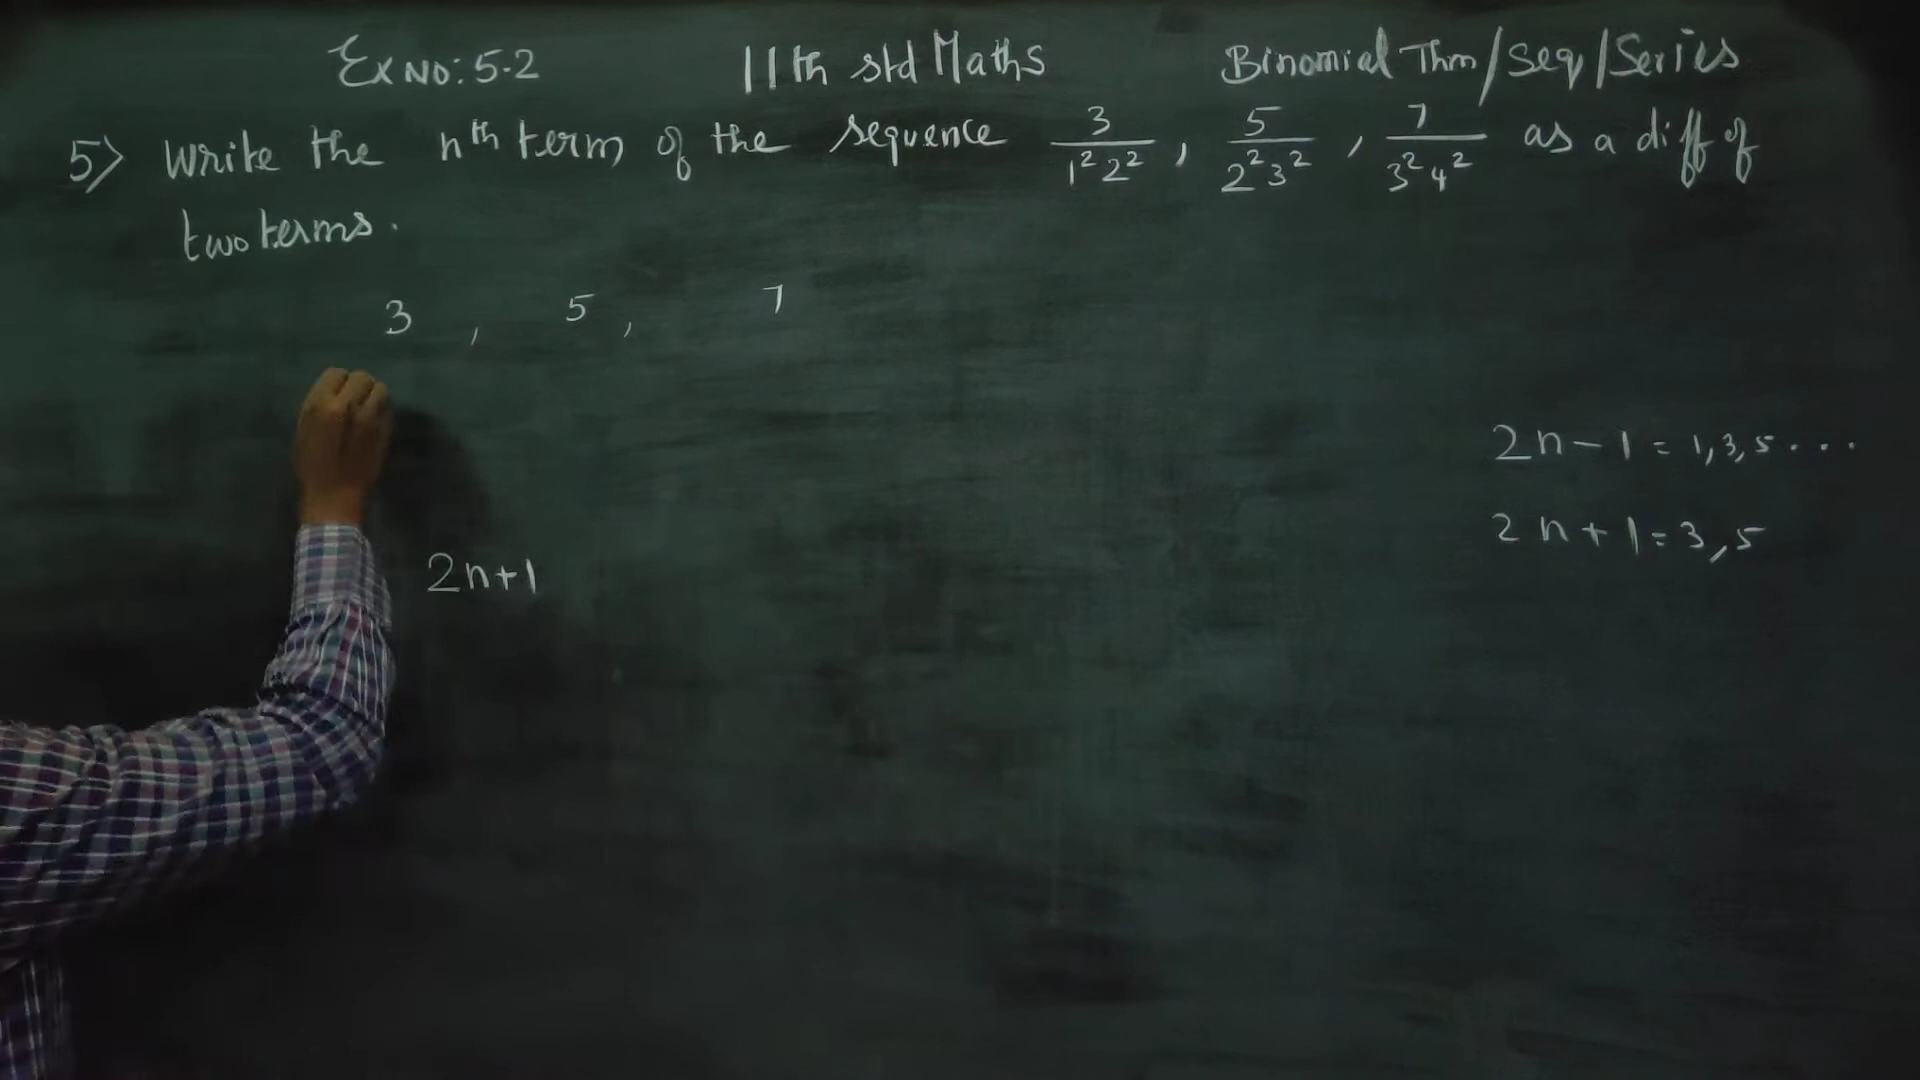 Ex No: 5.2 11th std Maths Binomial Thm/Seq/Series
5) Write the nth term of the sequence 3/1²2², 5/2²3², 7/3²4² as a diff of
two terms.
3 , 5 , 7
2n-1 = 1,3,5...
2n+1 = 3,5
2n+1